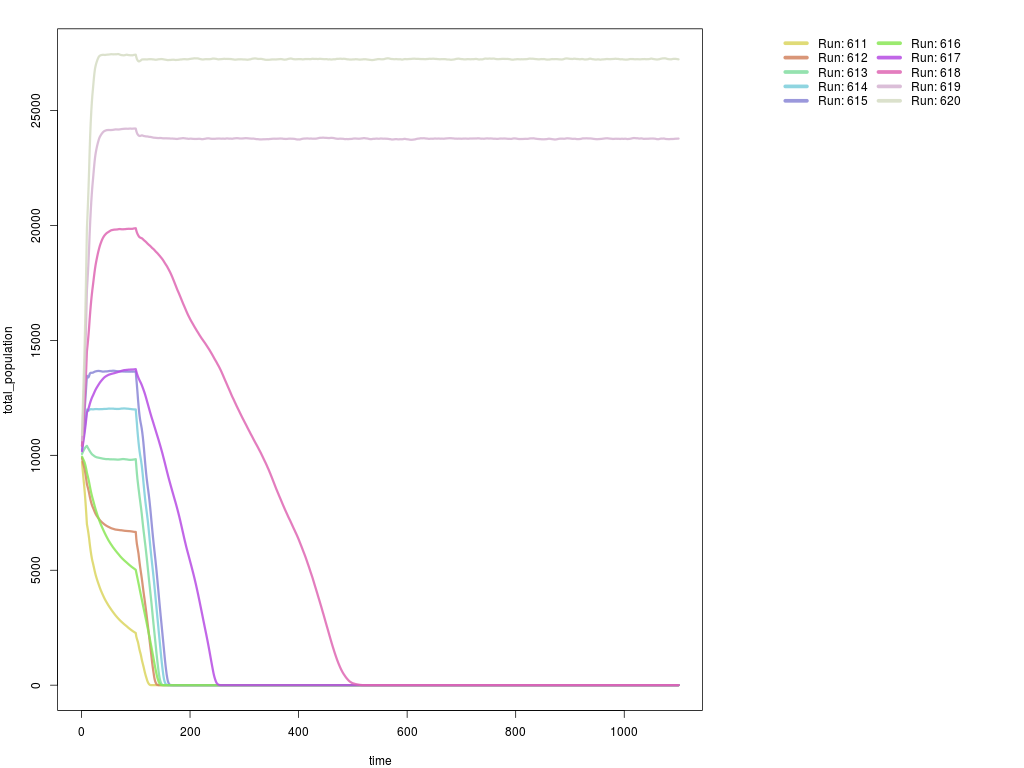 Run: 611
Run: 612
Run: 613
Run: 614
Run: 615
Run: 616
Run: 617
Run: 618
Run: 619
Run: 620
total_population
25000
20000
15000
10000
5000
0
0 200 400 600 800 1000
time